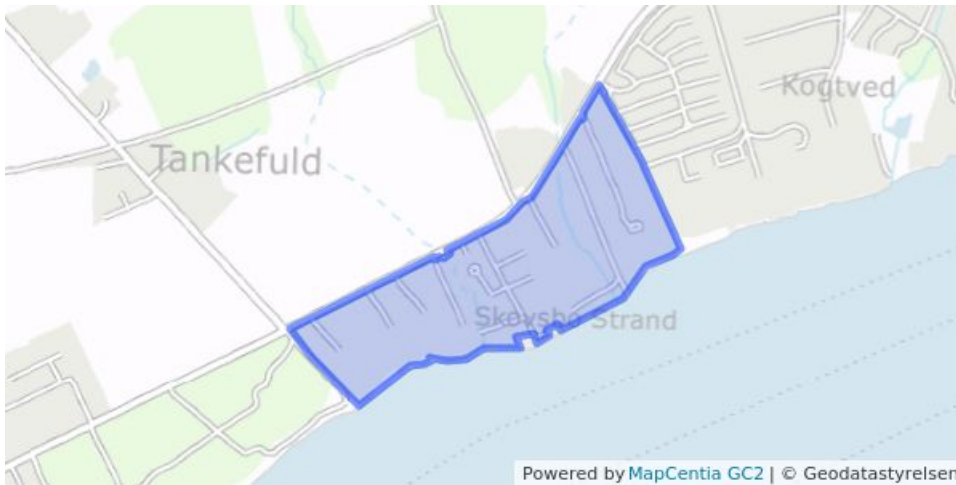 Kogtved
Tankefuld
Skovsbo Strand
Powered by MapCentia GC2 | © Geodatastyrelsen